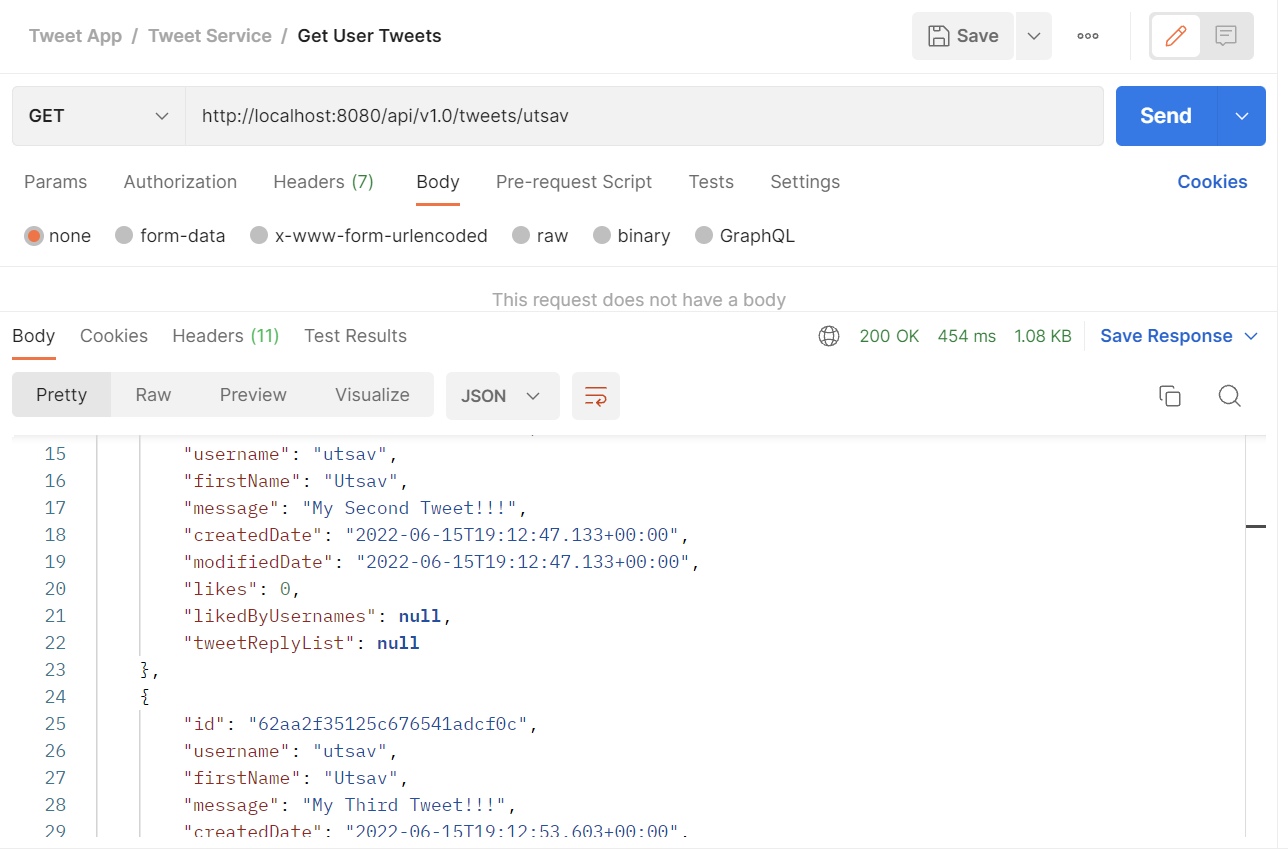 Tweet App / Tweet Service / Get User Tweets
Save
GET
http://localhost:8080/api/v1.0/tweets/utsav
Send
Params Authorization Headers (7) Body Pre-request Script Tests Settings Cookies
none form-data x-www-form-urlencoded raw binary GraphQL
This request does not have a body
Body Cookies Headers (11) Test Results 200 OK 454 ms 1.08 KB Save Response
Pretty Raw Preview Visualize JSON
15 "username": "utsav",
16 "firstName": "Utsav",
17 "message": "My Second Tweet!!!",
18 "createdDate": "2022-06-15T19:12:47.133+00:00",
19 "modifiedDate": "2022-06-15T19:12:47.133+00:00",
20 "likes": 0,
21 "likedByUsernames": null,
22 "tweetReplyList": null
23 },
24 {
25 "id": "62aa2f35125c676541adcf0c",
26 "username": "utsav",
27 "firstName": "Utsav",
28 "message": "My Third Tweet!!!",
29 "createdDate": "2022-06-15T19:12:53.603+00:00",